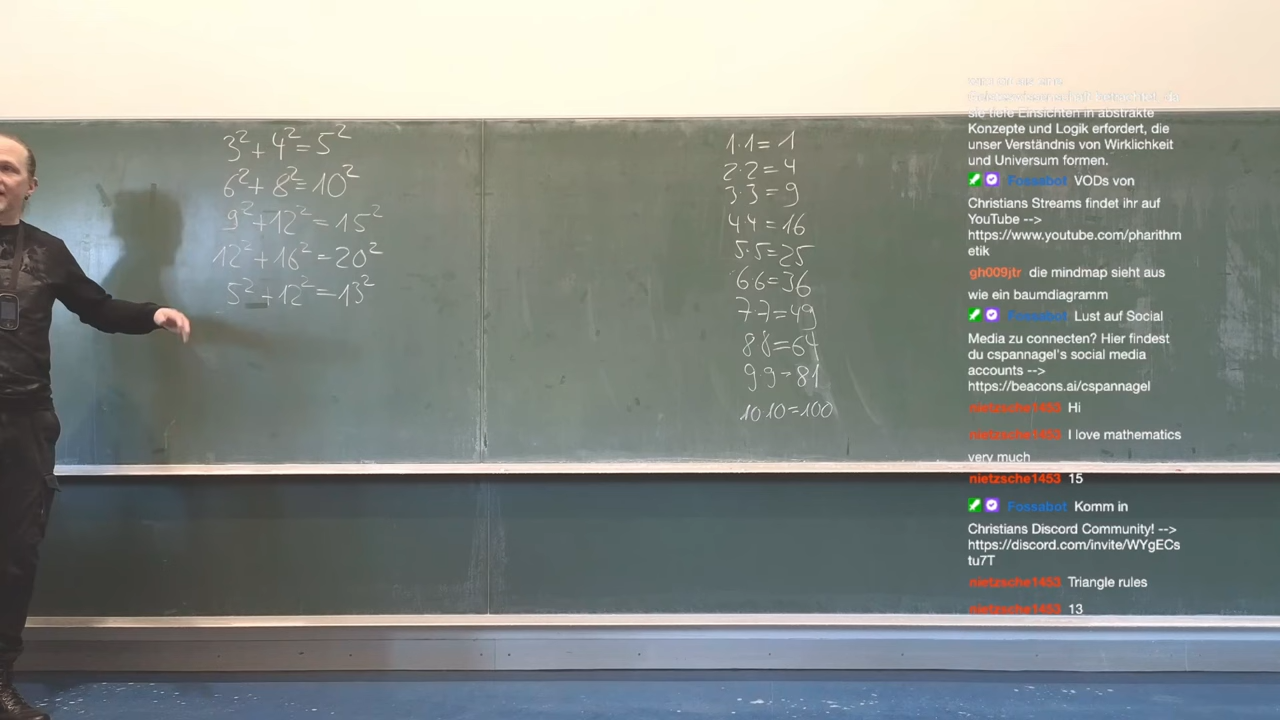 3² + 4² = 5²
6² + 8² = 10²
9² + 12² = 15²
12² + 16² = 20²
5² + 12² = 13²
1·1 = 1
2·2 = 4
3·3 = 9
4·4 = 16
5·5 = 25
6·6 = 36
7·7 = 49
8·8 = 64
9·9 = 81
10·10 = 100
sie tiefe Einsichten in abstrakte
Konzepte und Logik erfordert, die
unser Verständnis von Wirklichkeit
und Universum formen.
Fossabot VODs von
Christians Streams findet ihr auf
YouTube -->
https://www.youtube.com/pharithm
etik
gh009jtr die mindmap sieht aus
wie ein baumdiagramm
Fossabot Lust auf Social
Media zu connecten? Hier findest
du cspannagel's social media
accounts -->
https://beacons.ai/cspannagel
nietzsche1453 Hi
nietzsche1453 I love mathematics
very much
nietzsche1453 15
Fossabot Komm in
Christians Discord Community! -->
https://discord.com/invite/WYgECs
tu7T
nietzsche1453 Triangle rules
nietzsche1453 13